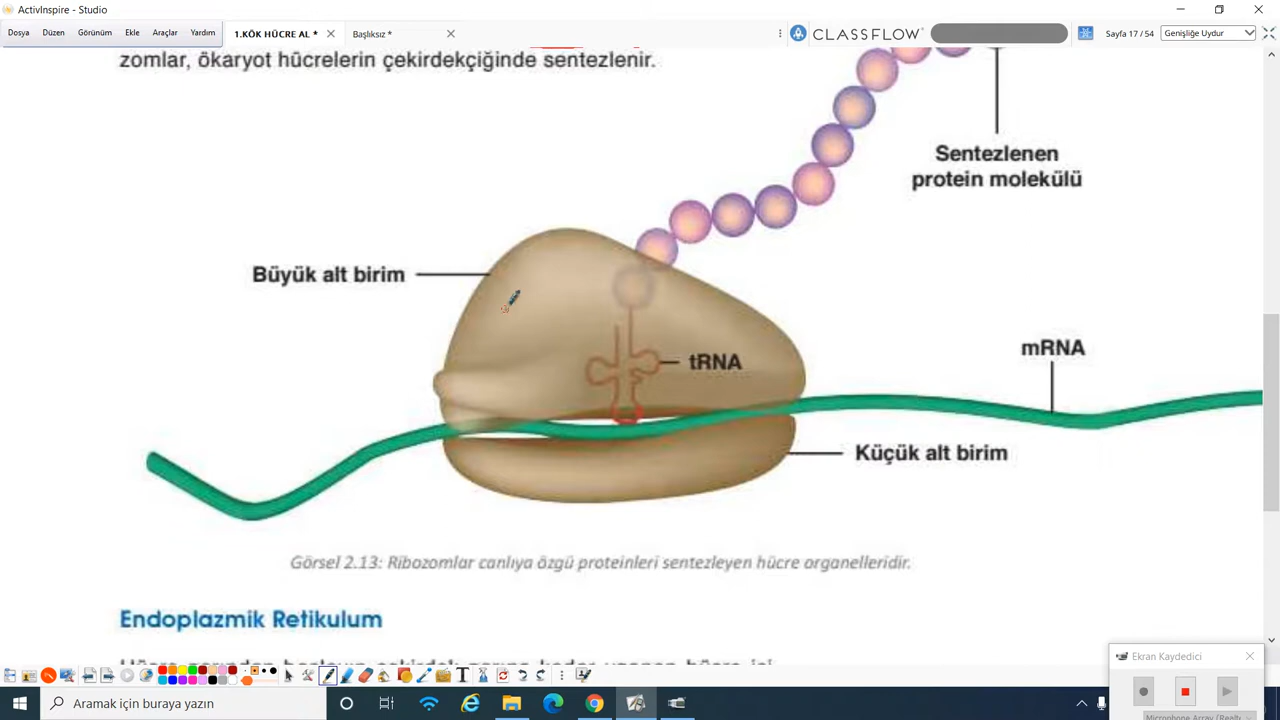 ActivInspire - Studio
Dosya Düzen Görünüm Ekle Araçlar Yardım
1.KÖK HÜCRE AL *
Başlıksız *
CLASSFLOW
Sayfa 17 / 54
Genişliğe Uydur
zomlar, ökaryot hücrelerin çekirdekçiğinde sentezlenir.
Sentezlenen
protein molekülü
Büyük alt birim
tRNA
mRNA
Küçük alt birim
Görsel 2.13: Ribozomlar canlıya özgü proteinleri sentezleyen hücre organelleridir.
Endoplazmik Retikulum
Ekran Kaydedici
Aramak için buraya yazın